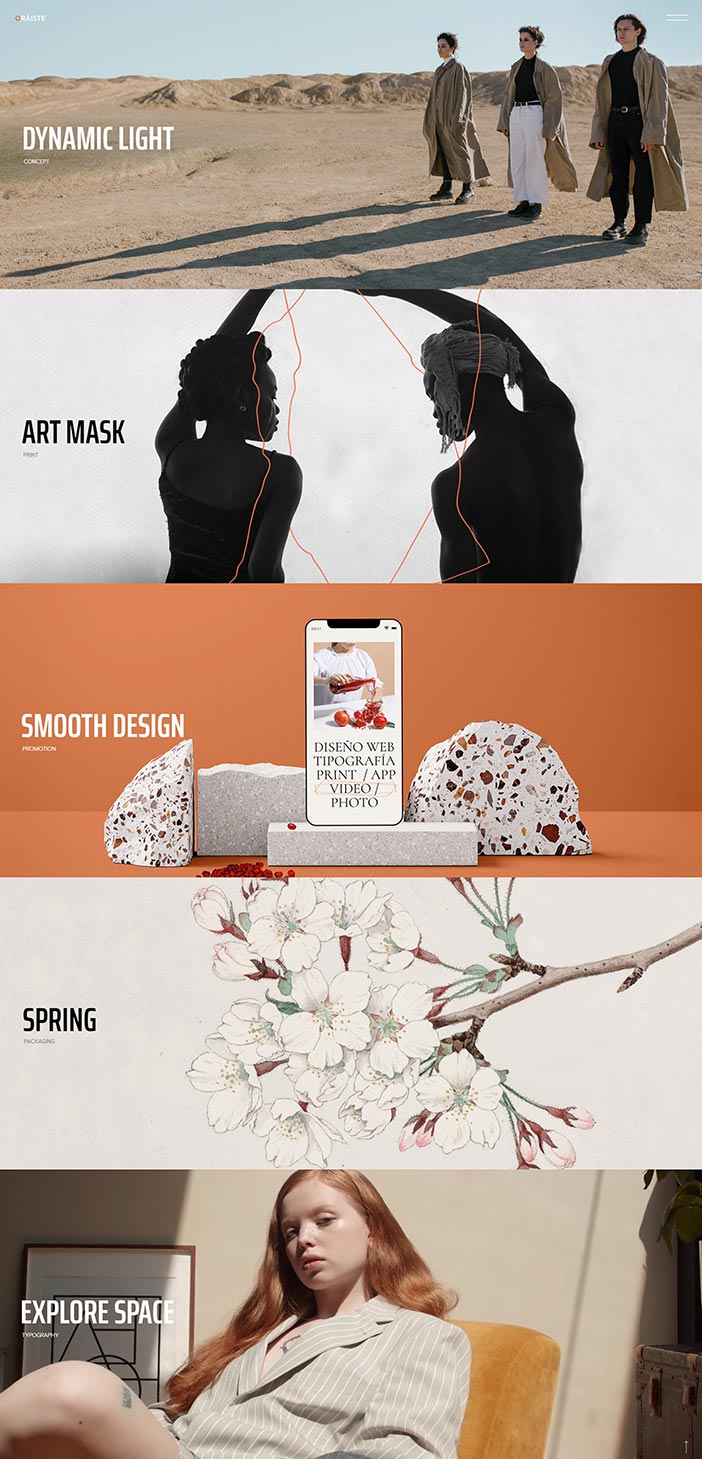 ORÁISTE
DYNAMIC LIGHT
CONCEPT
ART MASK
PRINT
SMOOTH DESIGN
PROMOTION
DISEÑO WEB
TIPOGRAFÍA
PRINT / APP
VIDEO /
PHOTO
SPRING
PACKAGING
EXPLORE SPACE
TYPOGRAPHY